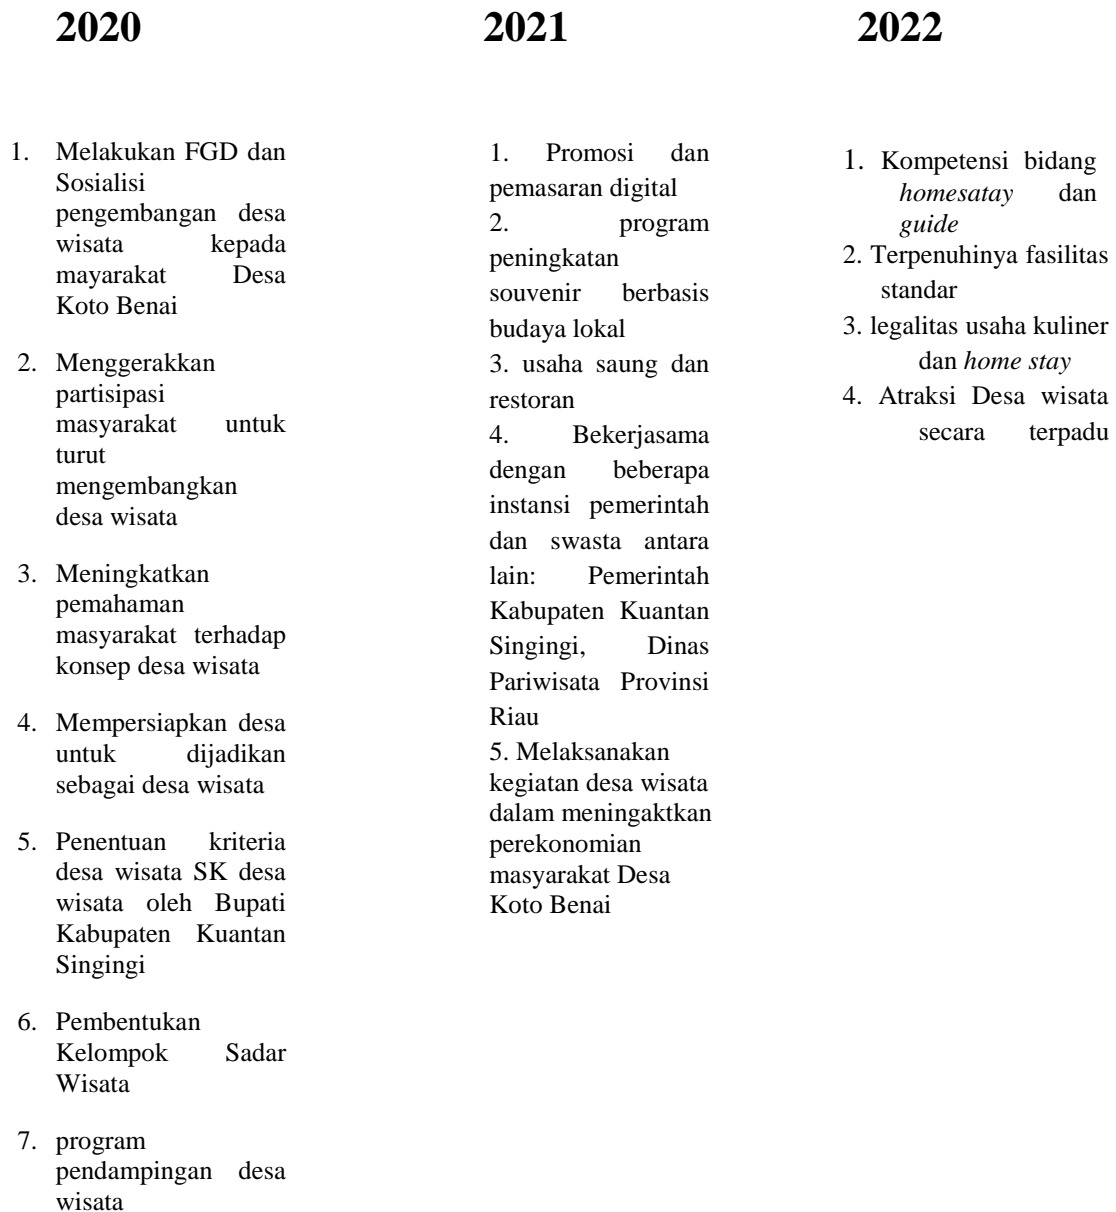 2020
1. Melakukan FGD dan
Sosialisi
pengembangan desa
wisata kepada
mayarakat Desa
Koto Benai
2. Menggerakkan
partisipasi
masyarakat untuk
turut
mengembangkan
desa wisata
3. Meningkatkan
pemahaman
masyarakat terhadap
konsep desa wisata
4. Mempersiapkan desa
untuk dijadikan
sebagai desa wisata
5. Penentuan kriteria
desa wisata SK desa
wisata oleh Bupati
Kabupaten Kuantan
Singingi
6. Pembentukan
Kelompok Sadar
Wisata
7. program
pendampingan desa
wisata
2021
1. Promosi dan
pemasaran digital
2. program
peningkatan
souvenir berbasis
budaya lokal
3. usaha saung dan
restoran
4. Bekerjasama
dengan beberapa
instansi pemerintah
dan swasta antara
lain: Pemerintah
Kabupaten Kuantan
Singingi, Dinas
Pariwisata Provinsi
Riau
5. Melaksanakan
kegiatan desa wisata
dalam meningaktkan
perekonomian
masyarakat Desa
Koto Benai
2022
1. Kompetensi bidang
homesatay dan
guide
2. Terpenuhinya fasilitas
standar
3. legalitas usaha kuliner
dan home stay
4. Atraksi Desa wisata
secara terpadu